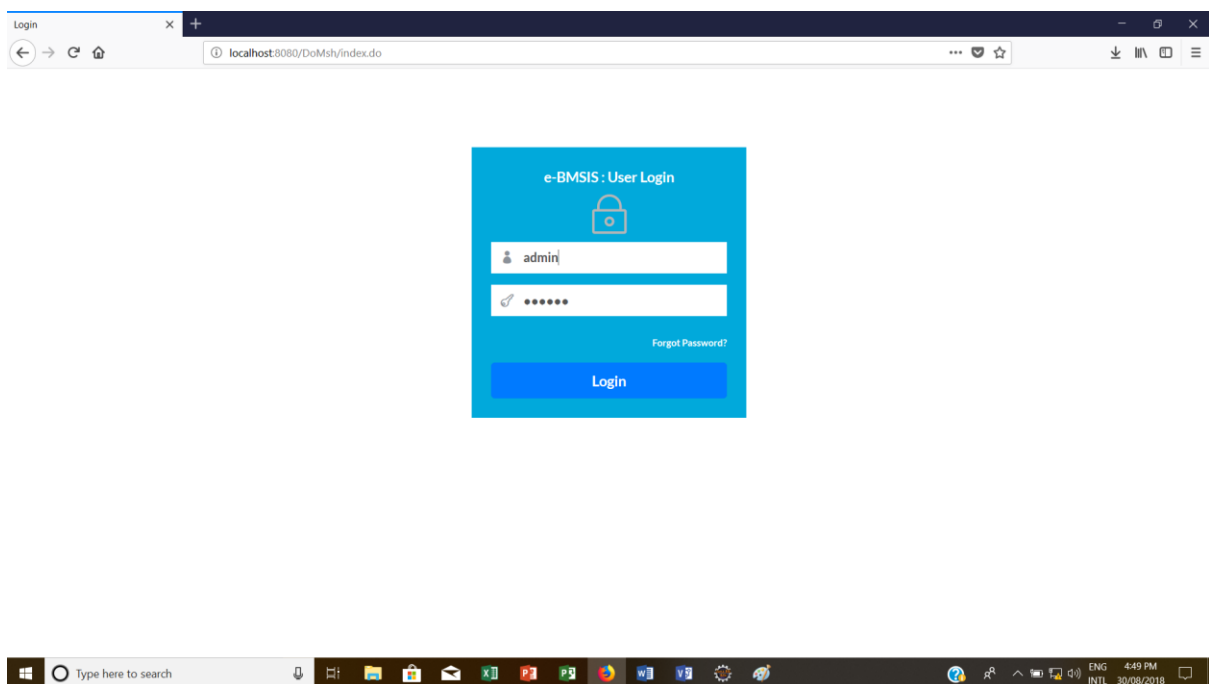 Login
localhost:8080/DoMsh/index.do
e-BMSIS : User Login
admin
••••••
Forgot Password?
Login
Type here to search
ENG 4:49 PM
INTL 30/08/2018